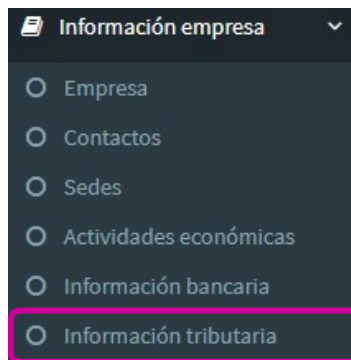 Información empresa
Empresa
Contactos
Sedes
Actividades económicas
Información bancaria
Información tributaria